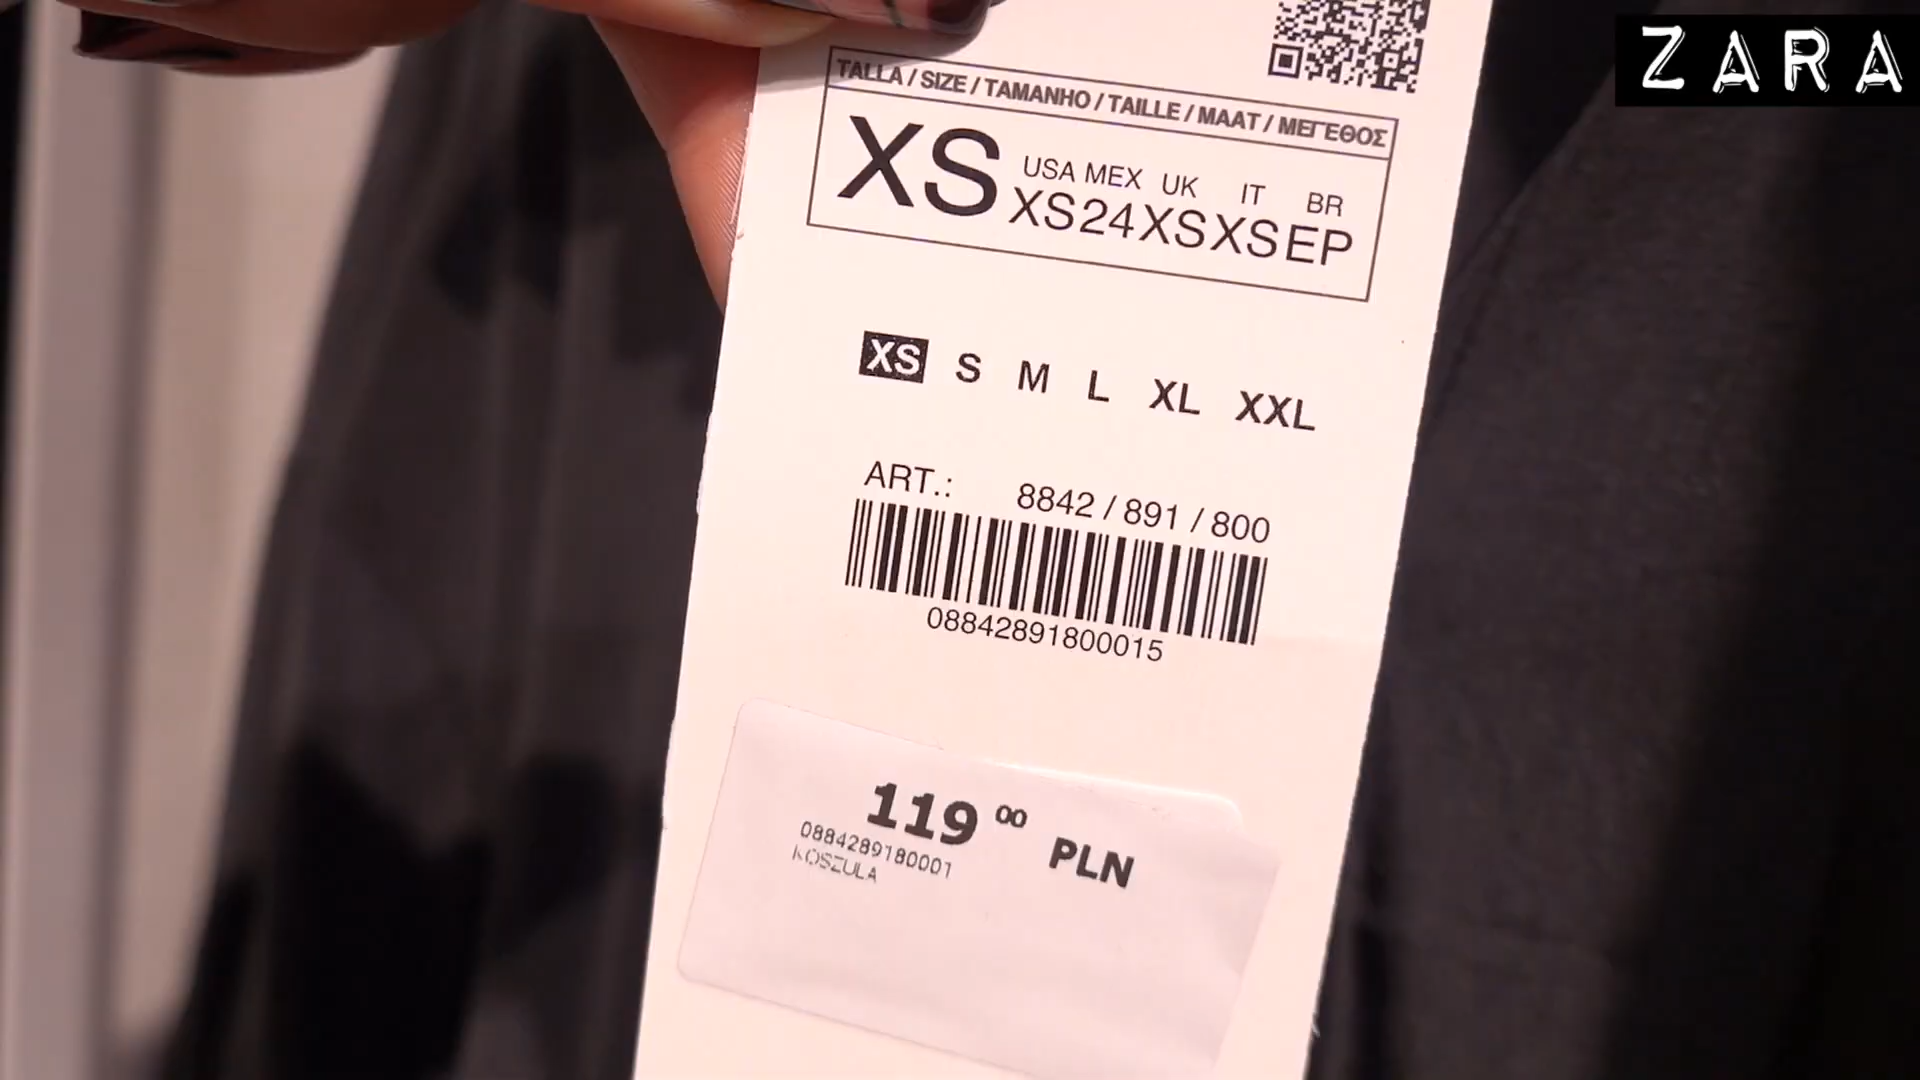 ZARA
TALLA / SIZE / TAMANHO / TAILLE / MAAT / ΜΕΓΕΘΟΣ
XS
USA MEX UK IT BR
XS 24 XS XS EP
XS S M L XL XXL
ART.: 8842 / 891 / 800
08842891800015
119 00 PLN
0884289180001
KOSZULA